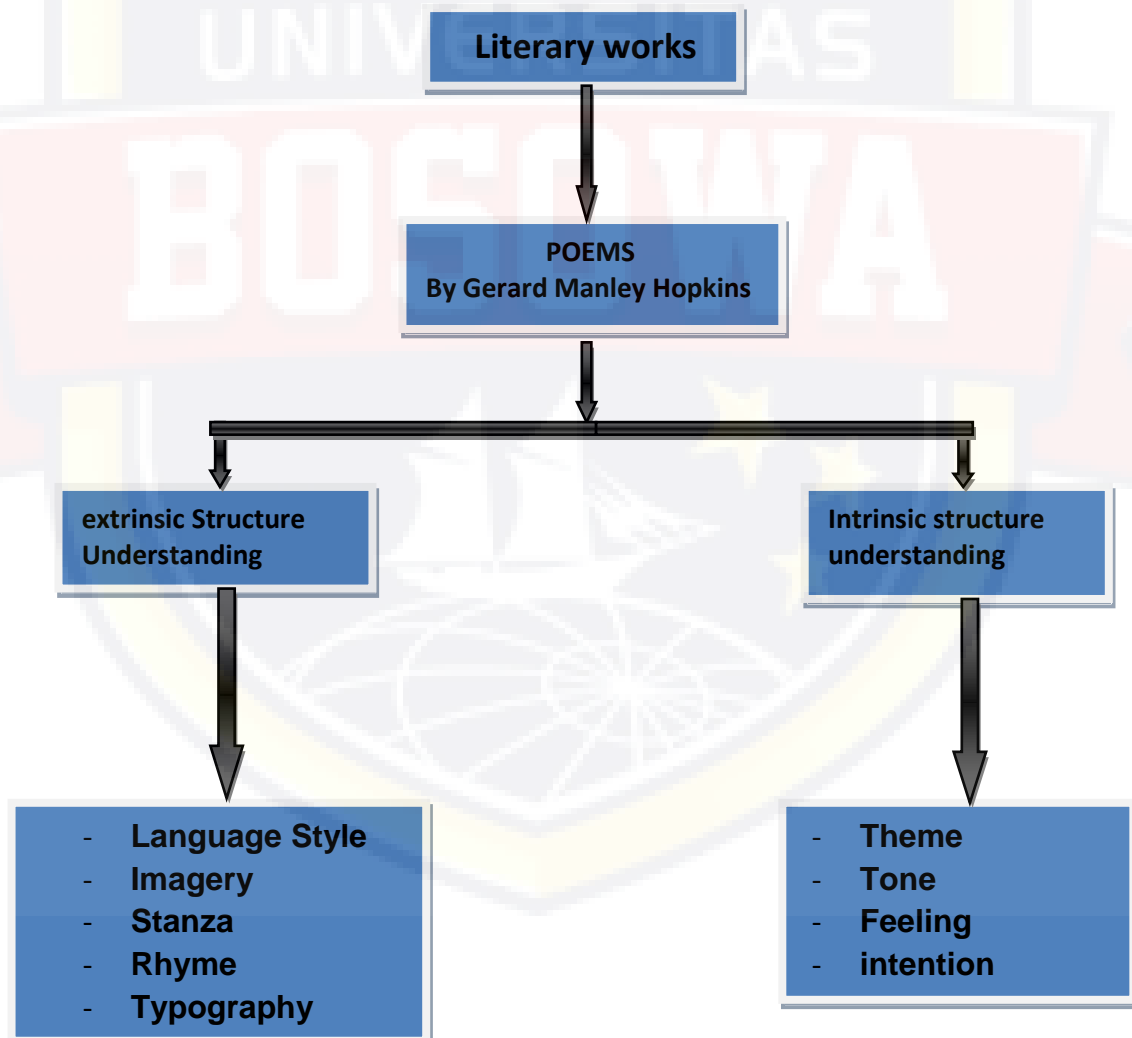 UNIVERSITAS
BOSOWA
Literary works
POEMS
By Gerard Manley Hopkins
extrinsic Structure
Understanding
Intrinsic structure
understanding
- Language Style
- Imagery
- Stanza
- Rhyme
- Typography
- Theme
- Tone
- Feeling
- intention